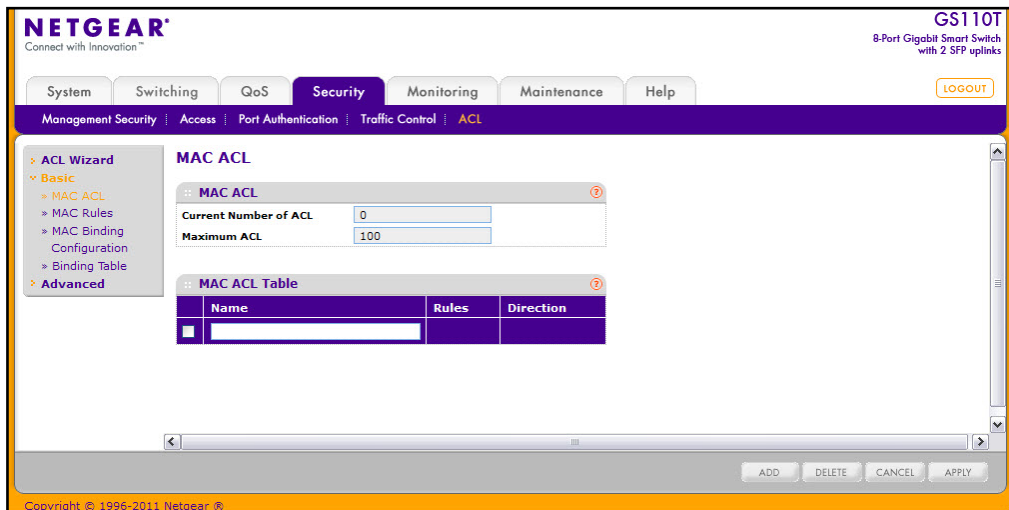 NETGEAR®
Connect with Innovation™
GS110T
8-Port Gigabit Smart Switch
with 2 SFP uplinks
System Switching QoS Security Monitoring Maintenance Help
LOGOUT
Management Security Access Port Authentication Traffic Control ACL
ACL Wizard
Basic
» MAC ACL
» MAC Rules
» MAC Binding
Configuration
» Binding Table
Advanced
MAC ACL
MAC ACL ?
Current Number of ACL 0
Maximum ACL 100
MAC ACL Table ?
Name Rules Direction
ADD DELETE CANCEL APPLY
Copyright © 1996-2011 Netgear ®